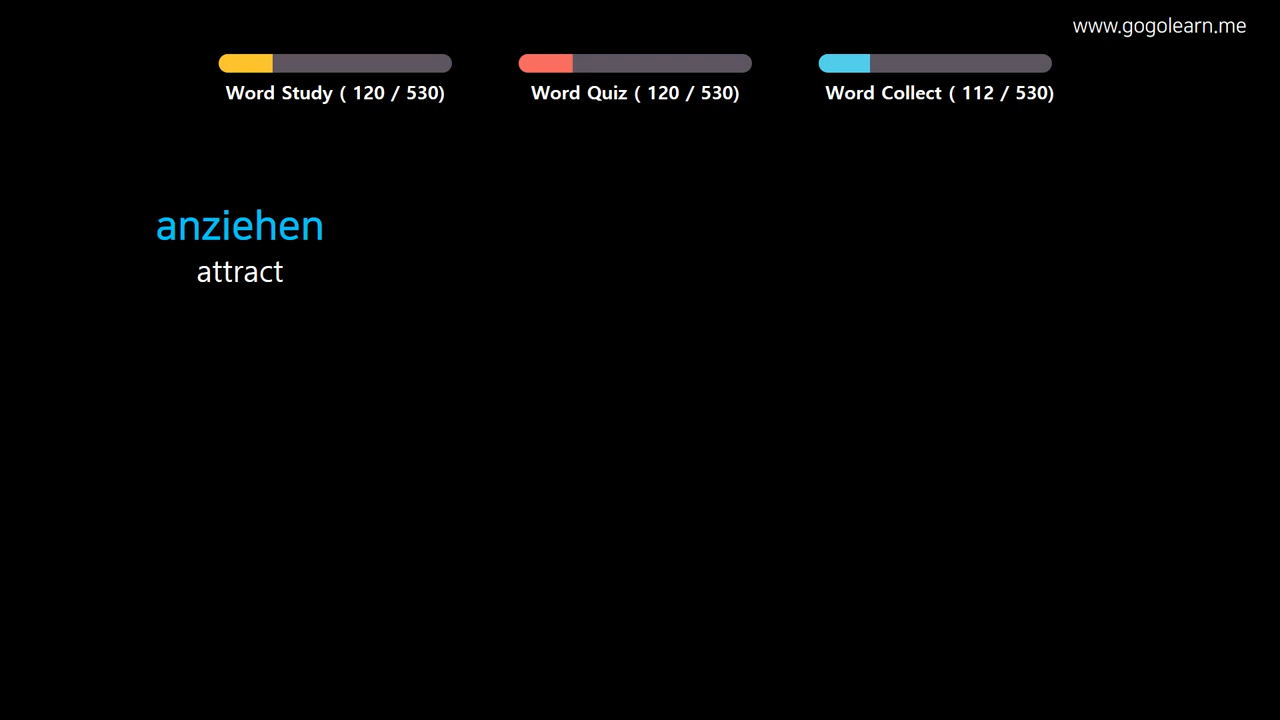 www.gogolearn.me
Word Study ( 120 / 530)
Word Quiz ( 120 / 530)
Word Collect ( 112 / 530)
anziehen
attract